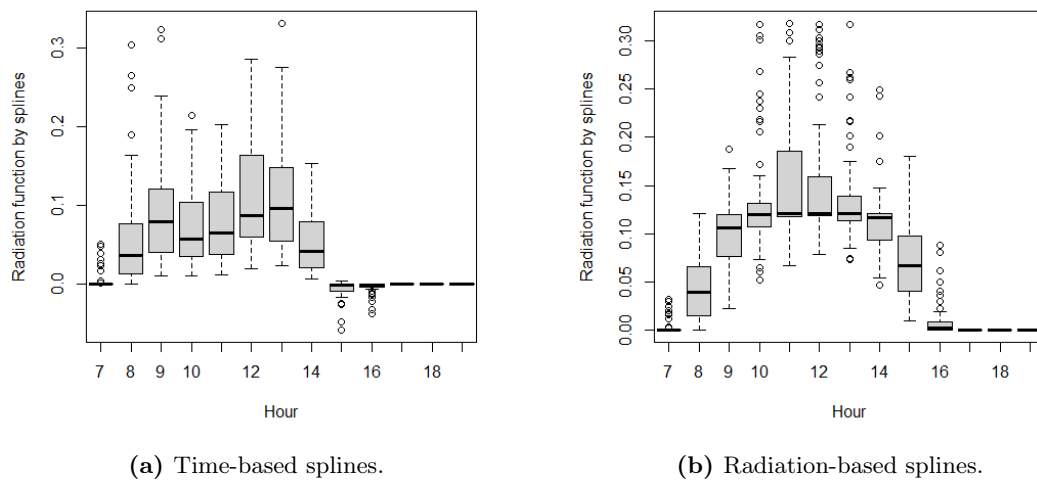 Radiation function by splines
0.3
0.2
0.1
0.0
7 8 9 10 12 14 16 18
Hour
(a) Time-based splines.
Radiation function by splines
0.30
0.25
0.20
0.15
0.10
0.05
0.00
7 8 9 10 12 14 16 18
Hour
(b) Radiation-based splines.